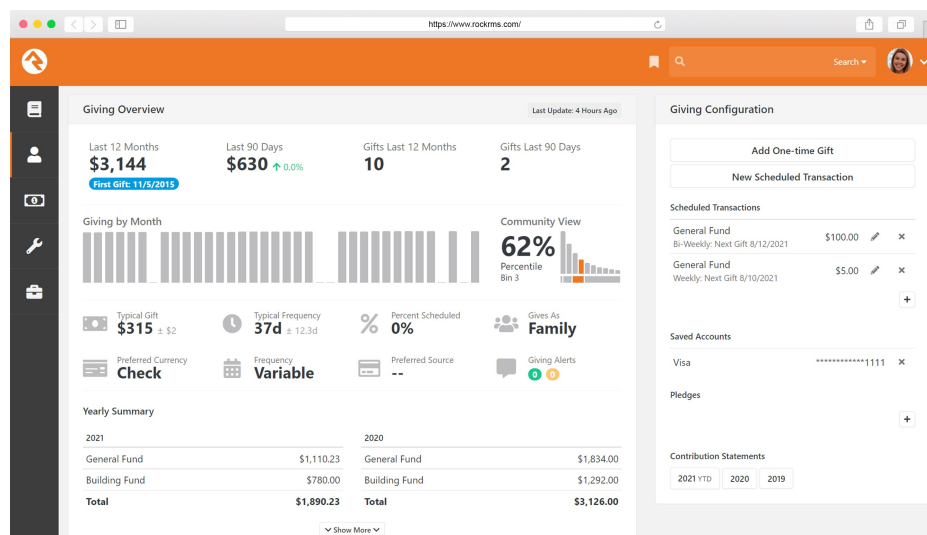 https://www.rockrms.com/
Search
Giving Overview
Last Update: 4 Hours Ago
Last 12 Months
$3,144
First Gift: 11/5/2015
Last 90 Days
$630 0.0%
Gifts Last 12 Months
10
Gifts Last 90 Days
2
Giving by Month
Community View
62%
Percentile
Bin 3
Typical Gift
$315 ± $2
Typical Frequency
37d ± 12.3d
Percent Scheduled
0%
Gives As
Family
Preferred Currency
Check
Frequency
Variable
Preferred Source
--
Giving Alerts
0 0
Yearly Summary
2021
General Fund $1,110.23
Building Fund $780.00
Total $1,890.23
2020
General Fund $1,834.00
Building Fund $1,292.00
Total $3,126.00
Show More
Giving Configuration
Add One-time Gift
New Scheduled Transaction
Scheduled Transactions
General Fund
Bi-Weekly: Next Gift 8/12/2021
$100.00
General Fund
Weekly: Next Gift 8/10/2021
$5.00
Saved Accounts
Visa ************1111
Pledges
Contribution Statements
2021 YTD 2020 2019